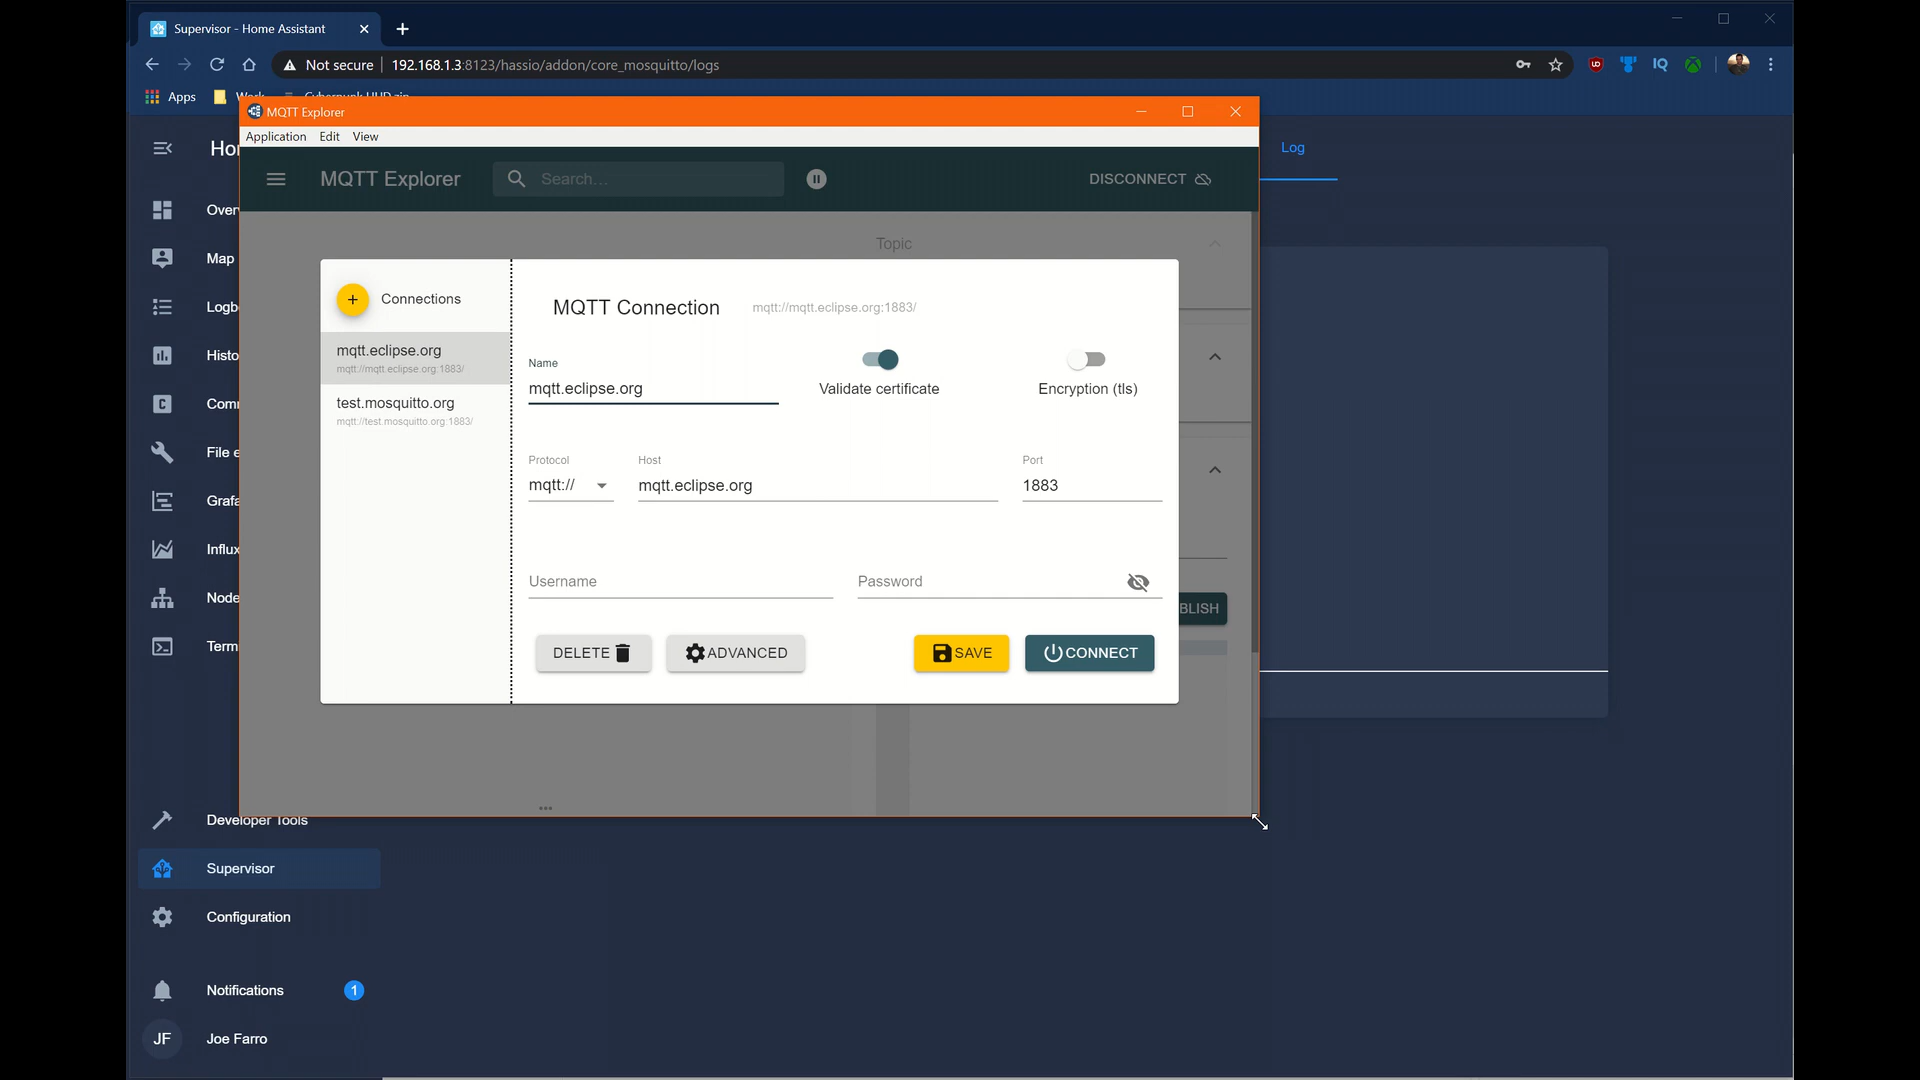 Supervisor - Home Assistant
Not secure
192.168.1.3:8123/hassio/addon/core_mosquitto/logs
Apps
MQTT Explorer
Application Edit View
MQTT Explorer
Search...
DISCONNECT
Log
Topic
Map
Connections
MQTT Connection
mqtt://mqtt.eclipse.org:1883/
mqtt.eclipse.org
mqtt://mqtt.eclipse.org:1883/
test.mosquitto.org
mqtt://test.mosquitto.org:1883/
Name
mqtt.eclipse.org
Validate certificate
Encryption (tls)
Protocol
mqtt://
Host
mqtt.eclipse.org
Port
1883
Username
Password
DELETE
ADVANCED
SAVE
CONNECT
BLISH
Hor
Over
Logb
Histo
Com
File e
Grafa
Influx
Node
Term
Developer Tools
Supervisor
Configuration
Notifications
1
JF
Joe Farro